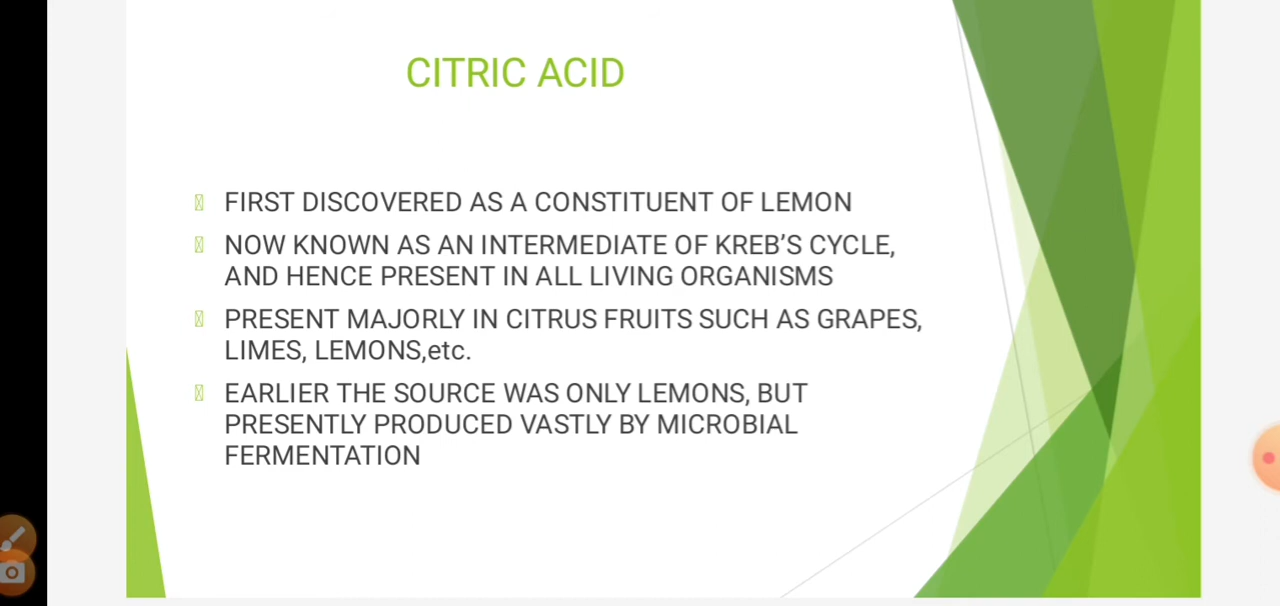 CITRIC ACID
FIRST DISCOVERED AS A CONSTITUENT OF LEMON
NOW KNOWN AS AN INTERMEDIATE OF KREB’S CYCLE,
AND HENCE PRESENT IN ALL LIVING ORGANISMS
PRESENT MAJORLY IN CITRUS FRUITS SUCH AS GRAPES,
LIMES, LEMONS,etc.
EARLIER THE SOURCE WAS ONLY LEMONS, BUT
PRESENTLY PRODUCED VASTLY BY MICROBIAL
FERMENTATION